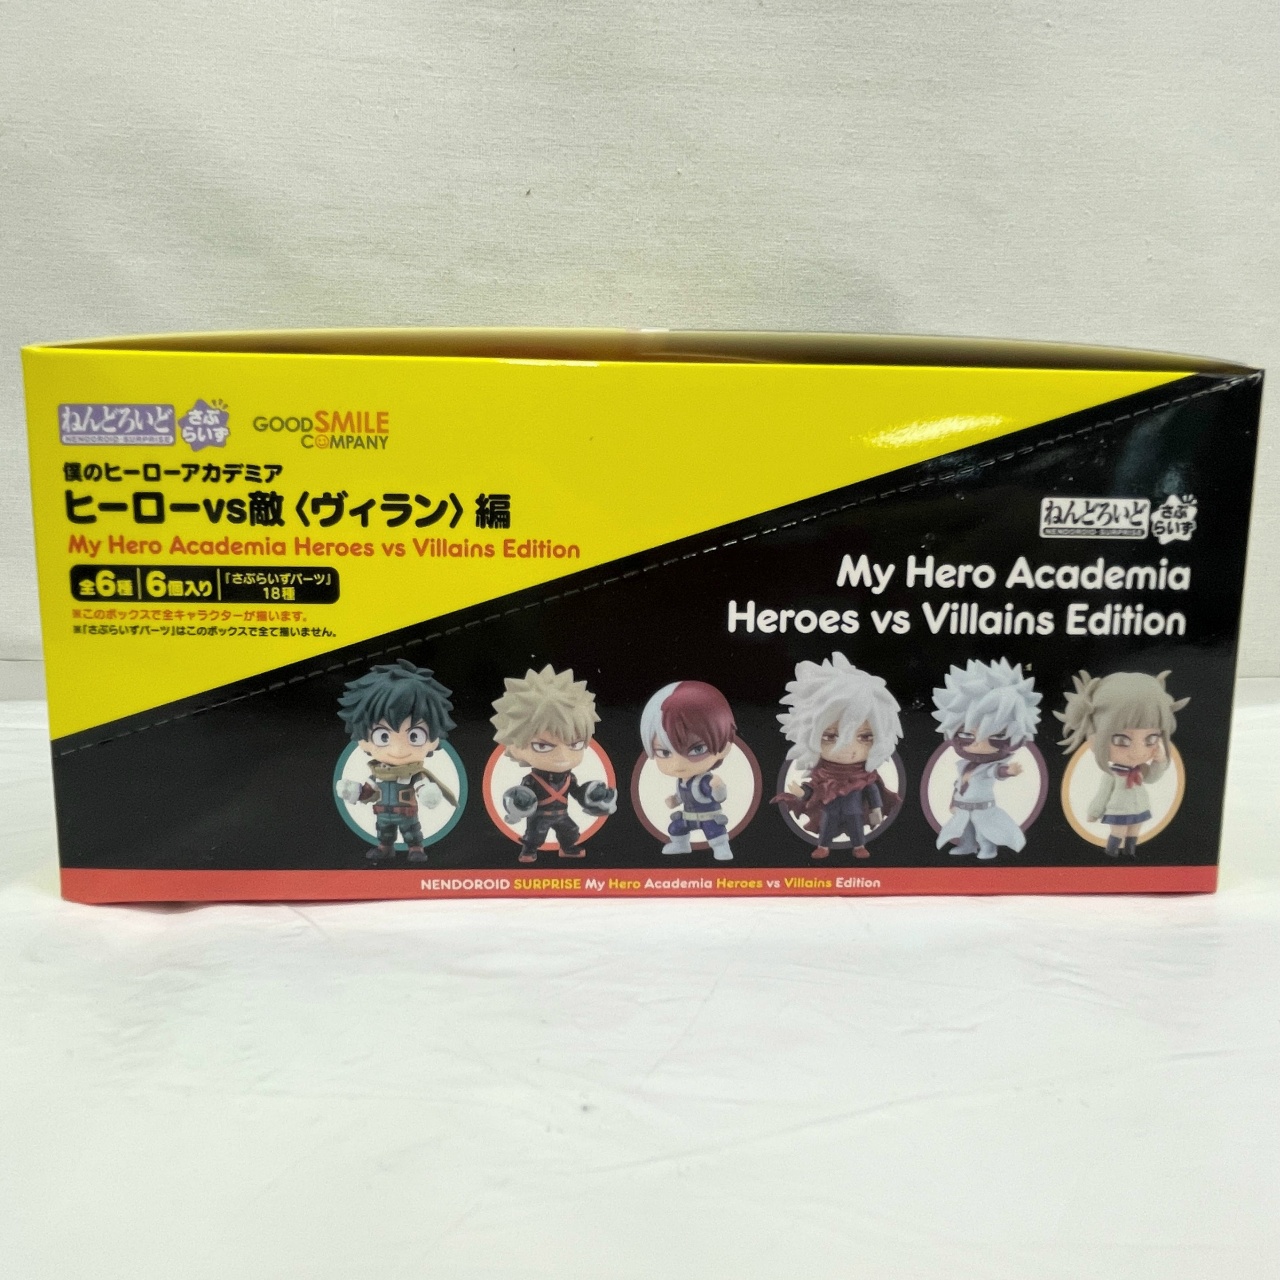 ねんどろいど
NENDOROID SURPRISE
さぷ
らいず
GOOD SMILE
COMPANY
僕のヒーローアカデミア
ヒーローvs敵〈ヴィラン〉編
My Hero Academia Heroes vs Villains Edition
全6種 6個入り 「さぷらいずパーツ」
18種
※このボックスで全キャラクターが揃います。
※「さぷらいずパーツ」はこのボックスで全て揃いません。
ねんどろいど
NENDOROID SURPRISE
さぷ
らいず
My Hero Academia
Heroes vs Villains Edition
NENDOROID SURPRISE My Hero Academia Heroes vs Villains Edition